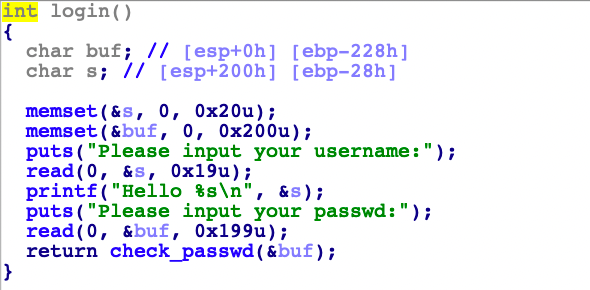 int login()
{
  char buf; // [esp+0h] [ebp-228h]
  char s; // [esp+200h] [ebp-28h]

  memset(&s, 0, 0x20u);
  memset(&buf, 0, 0x200u);
  puts("Please input your username:");
  read(0, &s, 0x19u);
  printf("Hello %s\n", &s);
  puts("Please input your passwd:");
  read(0, &buf, 0x199u);
  return check_passwd(&buf);
}